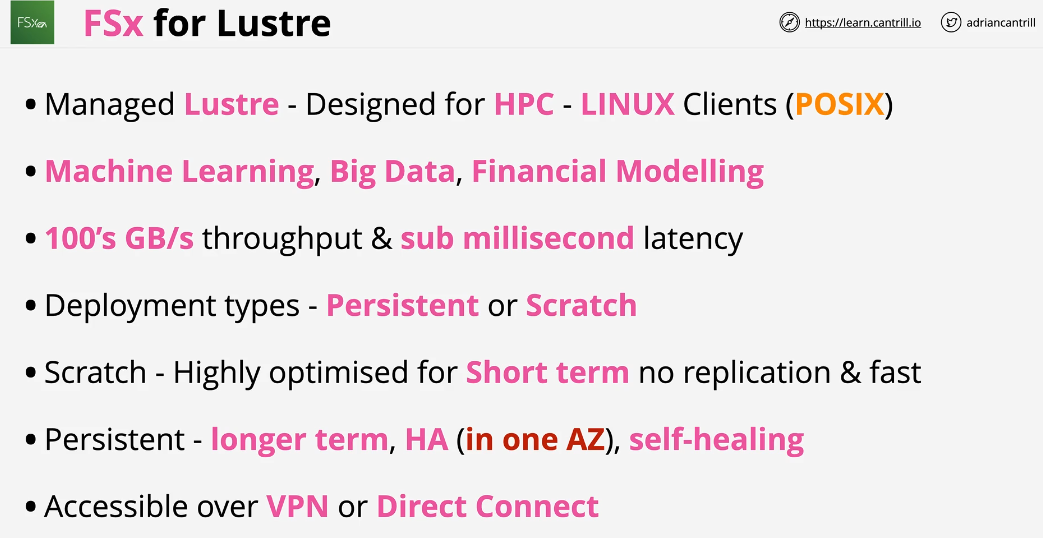 FSx
FSx for Lustre
https://learn.cantrill.io
adriancantrill
• Managed Lustre - Designed for HPC - LINUX Clients (POSIX)
• Machine Learning, Big Data, Financial Modelling
• 100's GB/s throughput & sub millisecond latency
• Deployment types - Persistent or Scratch
• Scratch - Highly optimised for Short term no replication & fast
• Persistent - longer term, HA (in one AZ), self-healing
• Accessible over VPN or Direct Connect